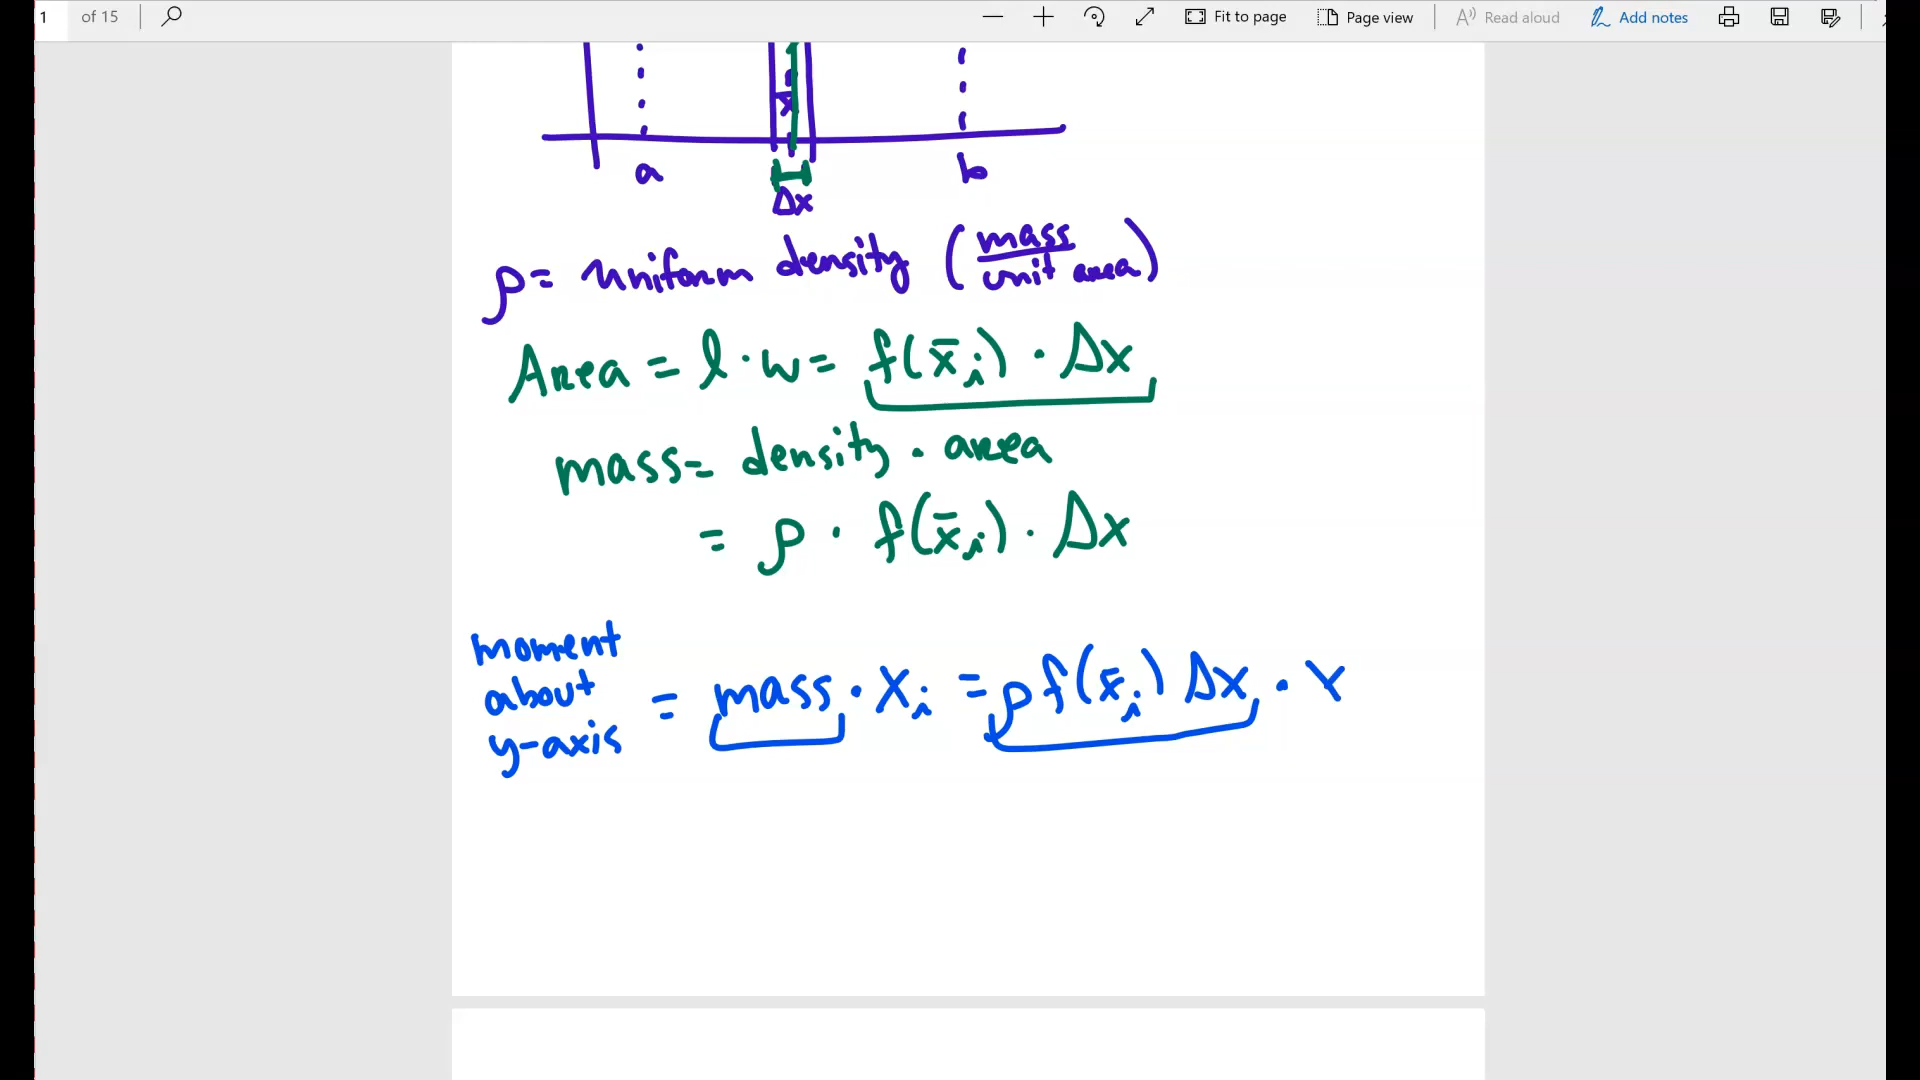 1 of 15 Fit to page Page view Read aloud Add notes
x
a b
Δx
ρ = uniform density (mass/unit area)
Area = l · w = f(x̄ᵢ) · Δx
mass = density · area
= ρ · f(x̄ᵢ) · Δx
moment
about
y-axis
= mass · xᵢ = ρ f(x̄ᵢ) Δx ·